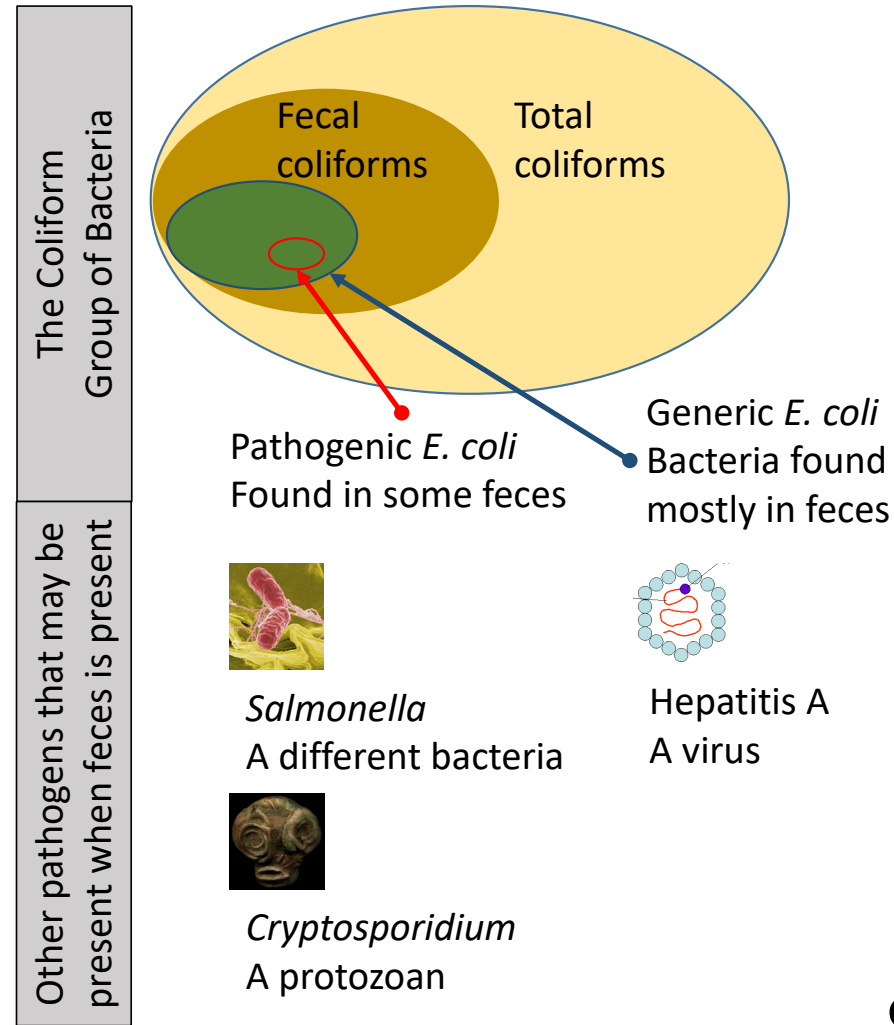 The Coliform
Group of Bacteria
Fecal
coliforms
Total
coliforms
Pathogenic E. coli
Found in some feces
Generic E. coli
Bacteria found
mostly in feces
Other pathogens that may be
present when feces is present
Salmonella
A different bacteria
Hepatitis A
A virus
Cryptosporidium
A protozoan